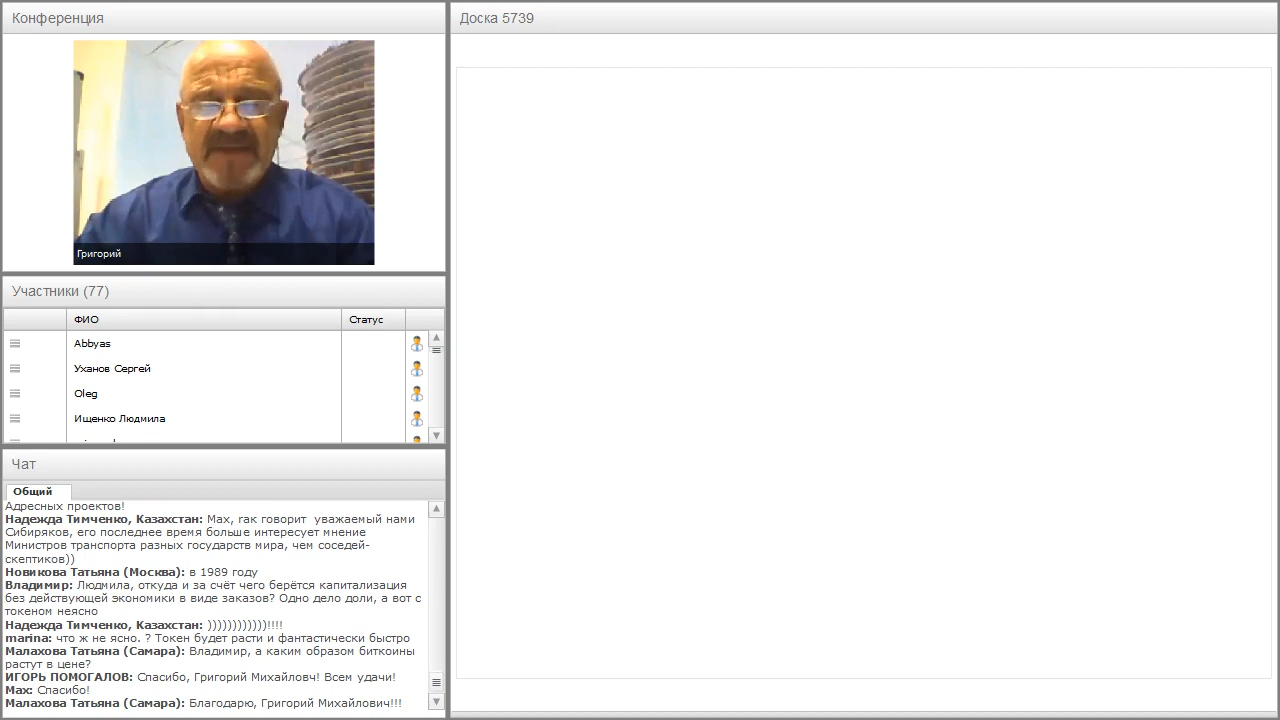 Конференция
Григорий
Участники (77)
ФИО Статус
Abbyas
Уханов Сергей
Oleg
Ищенко Людмила
Чат
Общий
Адресных проектов!
Надежда Тимченко, Казахстан: Мах, гак говорит уважаемый нами
Сибиряков, его последнее время больше интересует мнение
Министров транспорта разных государств мира, чем соседей-
скептиков))
Новикова Татьяна (Москва): в 1989 году
Владимир: Людмила, откуда и за счёт чего берётся капитализация
без действующей экономики в виде заказов? Одно дело доли, а вот с
токеном неясно
Надежда Тимченко, Казахстан: ))))))))))))!!!!
marina: что ж не ясно. ? Токен будет расти и фантастически быстро
Малахова Татьяна (Самара): Владимир, а каким образом биткоины
растут в цене?
ИГОРЬ ПОМОГАЛОВ: Спасибо, Григорий Михайловч! Всем удачи!
Мах: Спасибо!
Малахова Татьяна (Самара): Благодарю, Григорий Михайлович!!!
Доска 5739